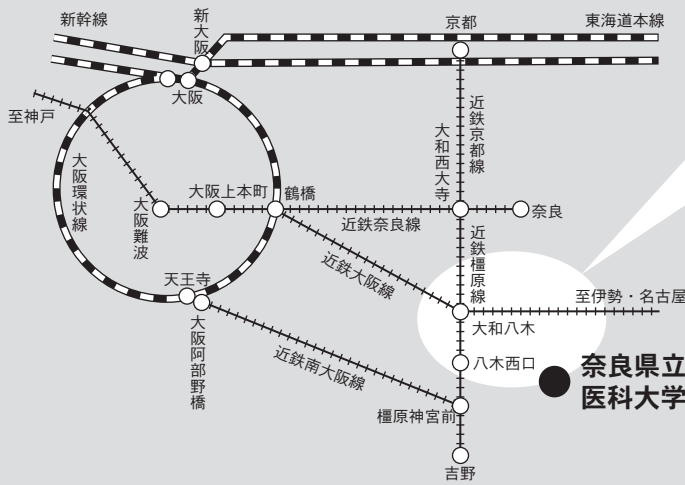 新幹線
新大阪
京都
東海道本線
大阪
至神戸
大阪環状線
大和西大寺
近鉄京都線
大阪難波
大阪上本町
鶴橋
近鉄奈良線
奈良
近鉄大阪線
近鉄橿原線
天王寺
大阪阿部野橋
近鉄南大阪線
至伊勢・名古屋
大和八木
八木西口
奈良県立
医科大学
橿原神宮前
吉野